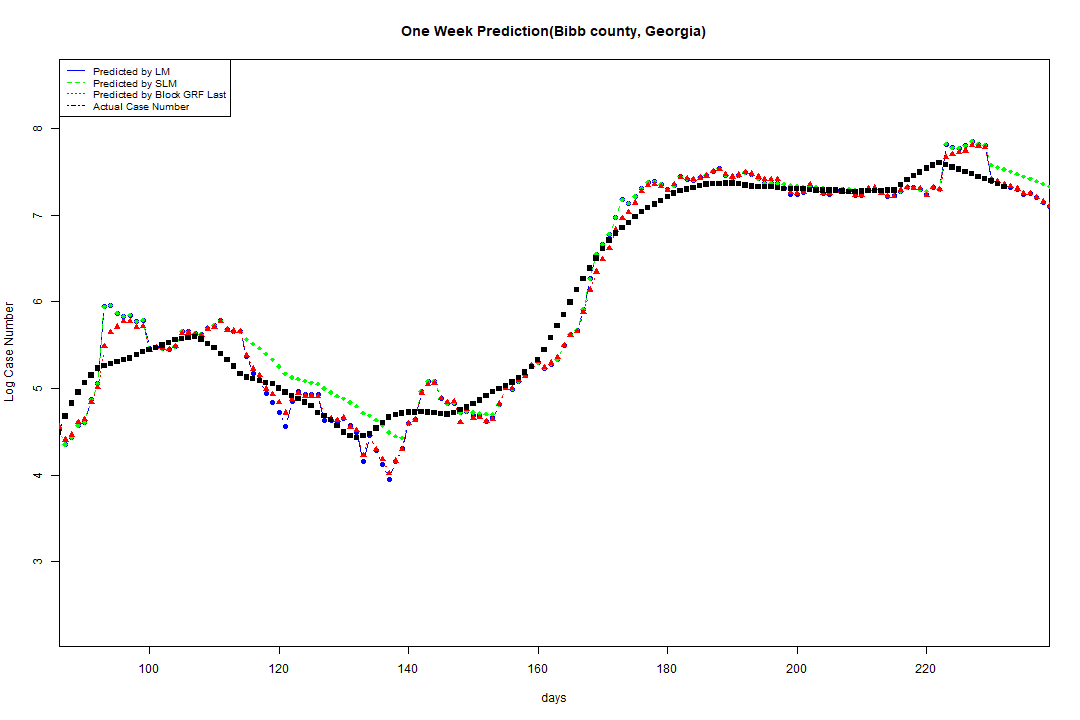 One Week Prediction(Bibb county, Georgia)
Predicted by LM
Predicted by SLM
Predicted by Block GRF Last
Actual Case Number
8
7
6
5
4
3
Log Case Number
100 120 140 160 180 200 220
days